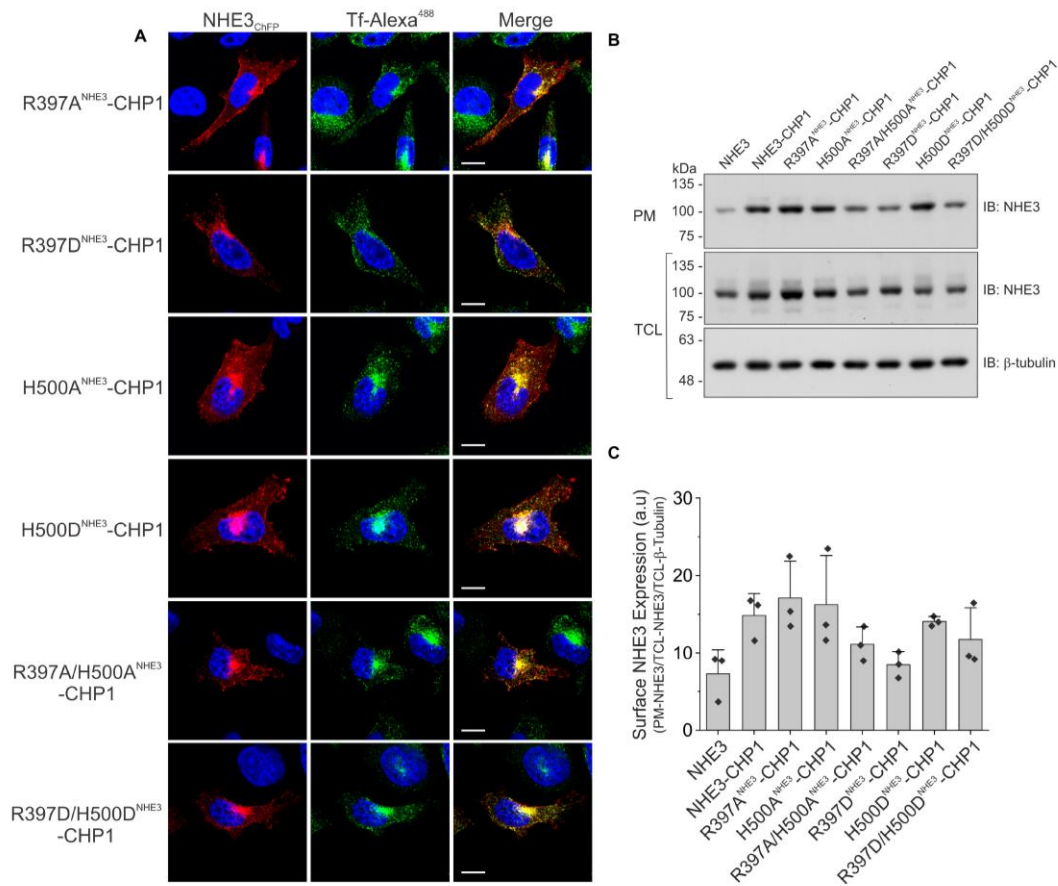 A
NHE3ChFP
Tf-Alexa488
Merge
R397ANHE3-CHP1
R397DNHE3-CHP1
H500ANHE3-CHP1
H500DNHE3-CHP1
R397A/H500ANHE3
-CHP1
R397D/H500DNHE3
-CHP1
B
NHE3
NHE3-CHP1
R397ANHE3-CHP1
H500ANHE3-CHP1
R397A/H500ANHE3-CHP1
R397DNHE3-CHP1
H500DNHE3-CHP1
R397D/H500DNHE3-CHP1
kDa
PM
135 -
100 -
75 -
IB: NHE3
TCL
135 -
100 -
75 -
IB: NHE3
63 -
48 -
IB: β-tubulin
C
Surface NHE3 Expression (a.u)
(PM-NHE3/TCL-NHE3/TCL-β-Tubulin)
30
20
10
0
NHE3
NHE3-CHP1
R397ANHE3-CHP1
H500ANHE3-CHP1
R397A/H500ANHE3-CHP1
R397DNHE3-CHP1
H500DNHE3-CHP1
R397D/H500DNHE3-CHP1